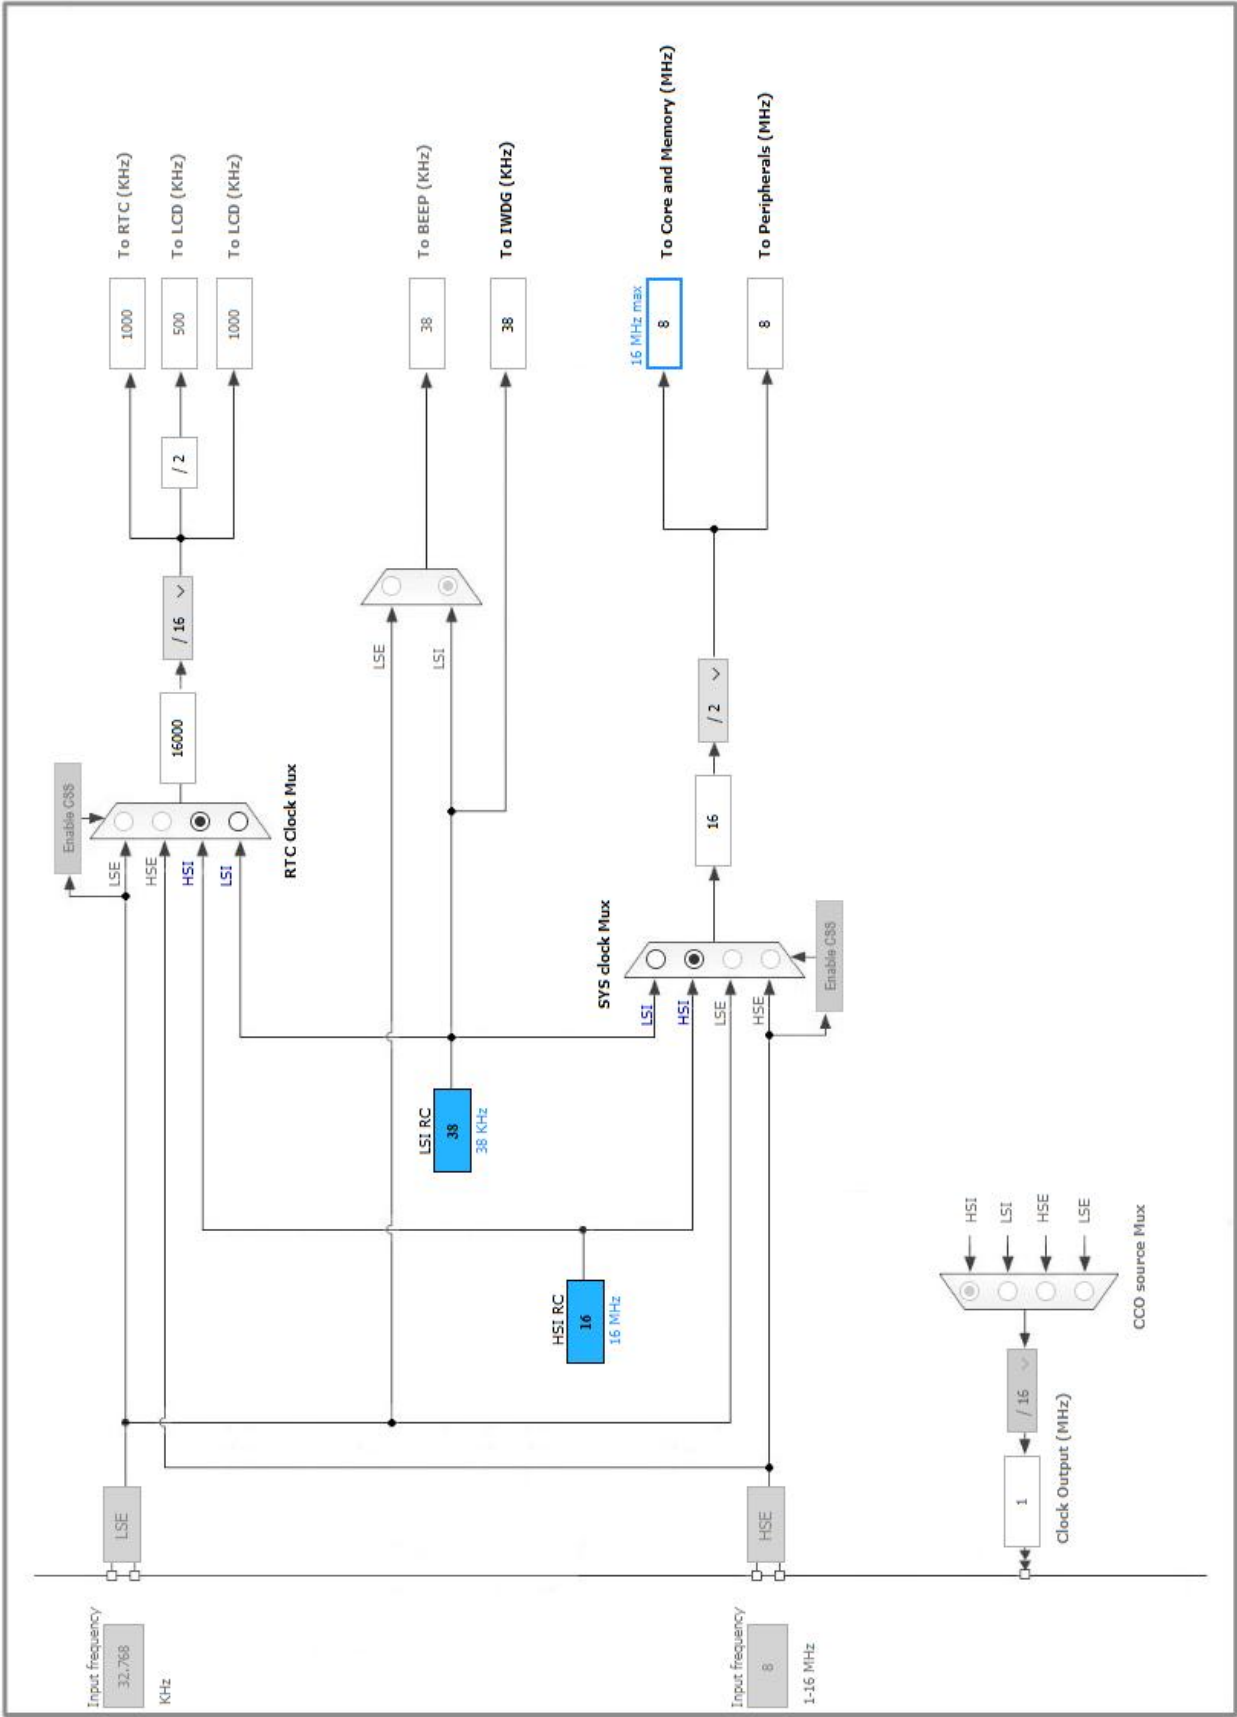 Input frequency
32.768
KHz
LSE
Enable CSS
LSE
HSE
HSI
LSI
RTC Clock Mux
16000
/ 16
/ 2
1000
To RTC (KHz)
500
To LCD (KHz)
1000
To LCD (KHz)
LSE
LSI
38
To BEEP (KHz)
38
To IWDG (KHz)
LSI RC
38
38 KHz
HSI RC
16
16 MHz
SYS clock Mux
LSI
HSI
LSE
HSE
Enable CSS
16
/ 2
16 MHz max
8
To Core and Memory (MHz)
8
To Peripherals (MHz)
Input frequency
8
1-16 MHz
HSE
HSI
LSI
HSE
LSE
CCO source Mux
/ 16
1
Clock Output (MHz)